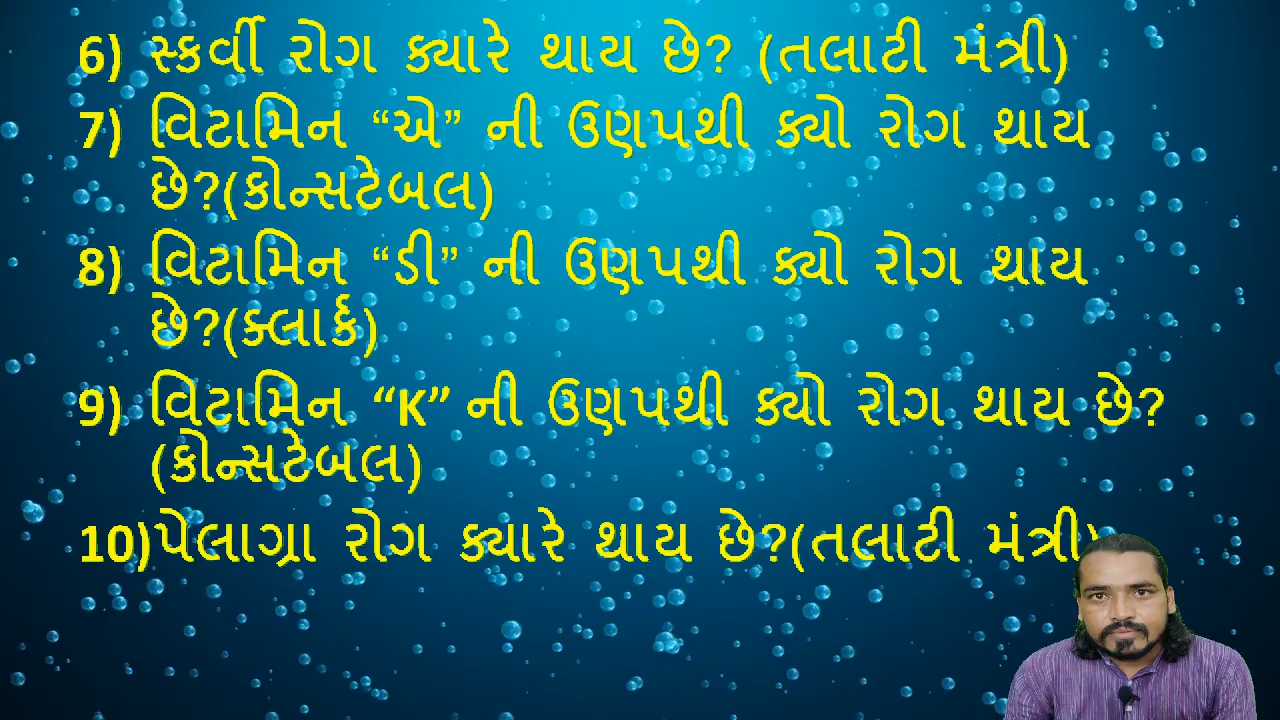 6) સ્કર્વી રોગ ક્યારે થાય છે? (તલાટી મંત્રી)
7) વિટામિન “એ” ની ઉણપથી ક્યો રોગ થાય
છે?(કોન્સટેબલ)
8) વિટામિન “ડી” ની ઉણપથી ક્યો રોગ થાય
છે?(ક્લાર્ક)
9) વિટામિન “K” ની ઉણપથી ક્યો રોગ થાય છે?
(કોન્સટેબલ)
10)પેલાગ્રા રોગ ક્યારે થાય છે?(તલાટી મંત્રી)